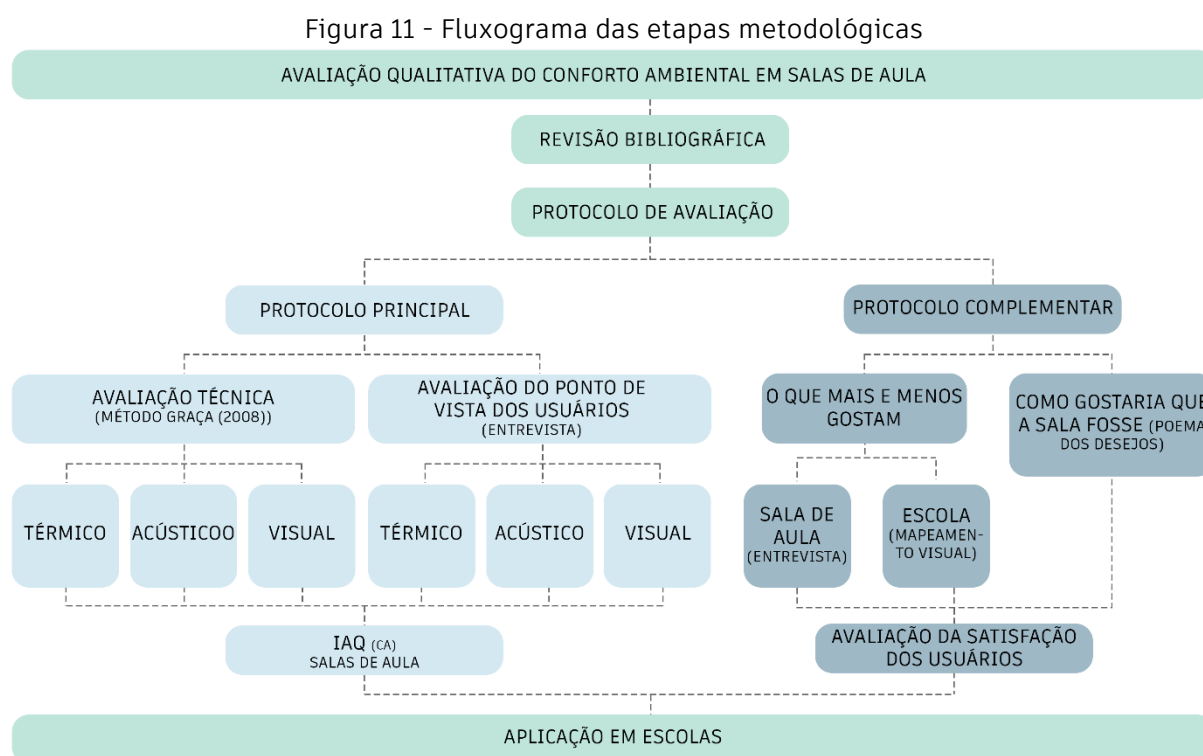 Figura 11 - Fluxograma das etapas metodológicas
AVALIAÇÃO QUALITATIVA DO CONFORTO AMBIENTAL EM SALAS DE AULA
REVISÃO BIBLIOGRÁFICA
PROTOCOLO DE AVALIAÇÃO
PROTOCOLO PRINCIPAL
PROTOCOLO COMPLEMENTAR
AVALIAÇÃO TÉCNICA
(MÉTODO GRAÇA (2008))
AVALIAÇÃO DO PONTO DE
VISTA DOS USUÁRIOS
(ENTREVISTA)
O QUE MAIS E MENOS
GOSTAM
COMO GOSTARIA QUE
A SALA FOSSE (POEMA
DOS DESEJOS)
TÉRMICO
ACÚSTICOO
VISUAL
TÉRMICO
ACÚSTICO
VISUAL
SALA DE
AULA
(ENTREVISTA)
ESCOLA
(MAPEAMEN-
TO VISUAL)
IAQ (CA)
SALAS DE AULA
AVALIAÇÃO DA SATISFAÇÃO
DOS USUÁRIOS
APLICAÇÃO EM ESCOLAS